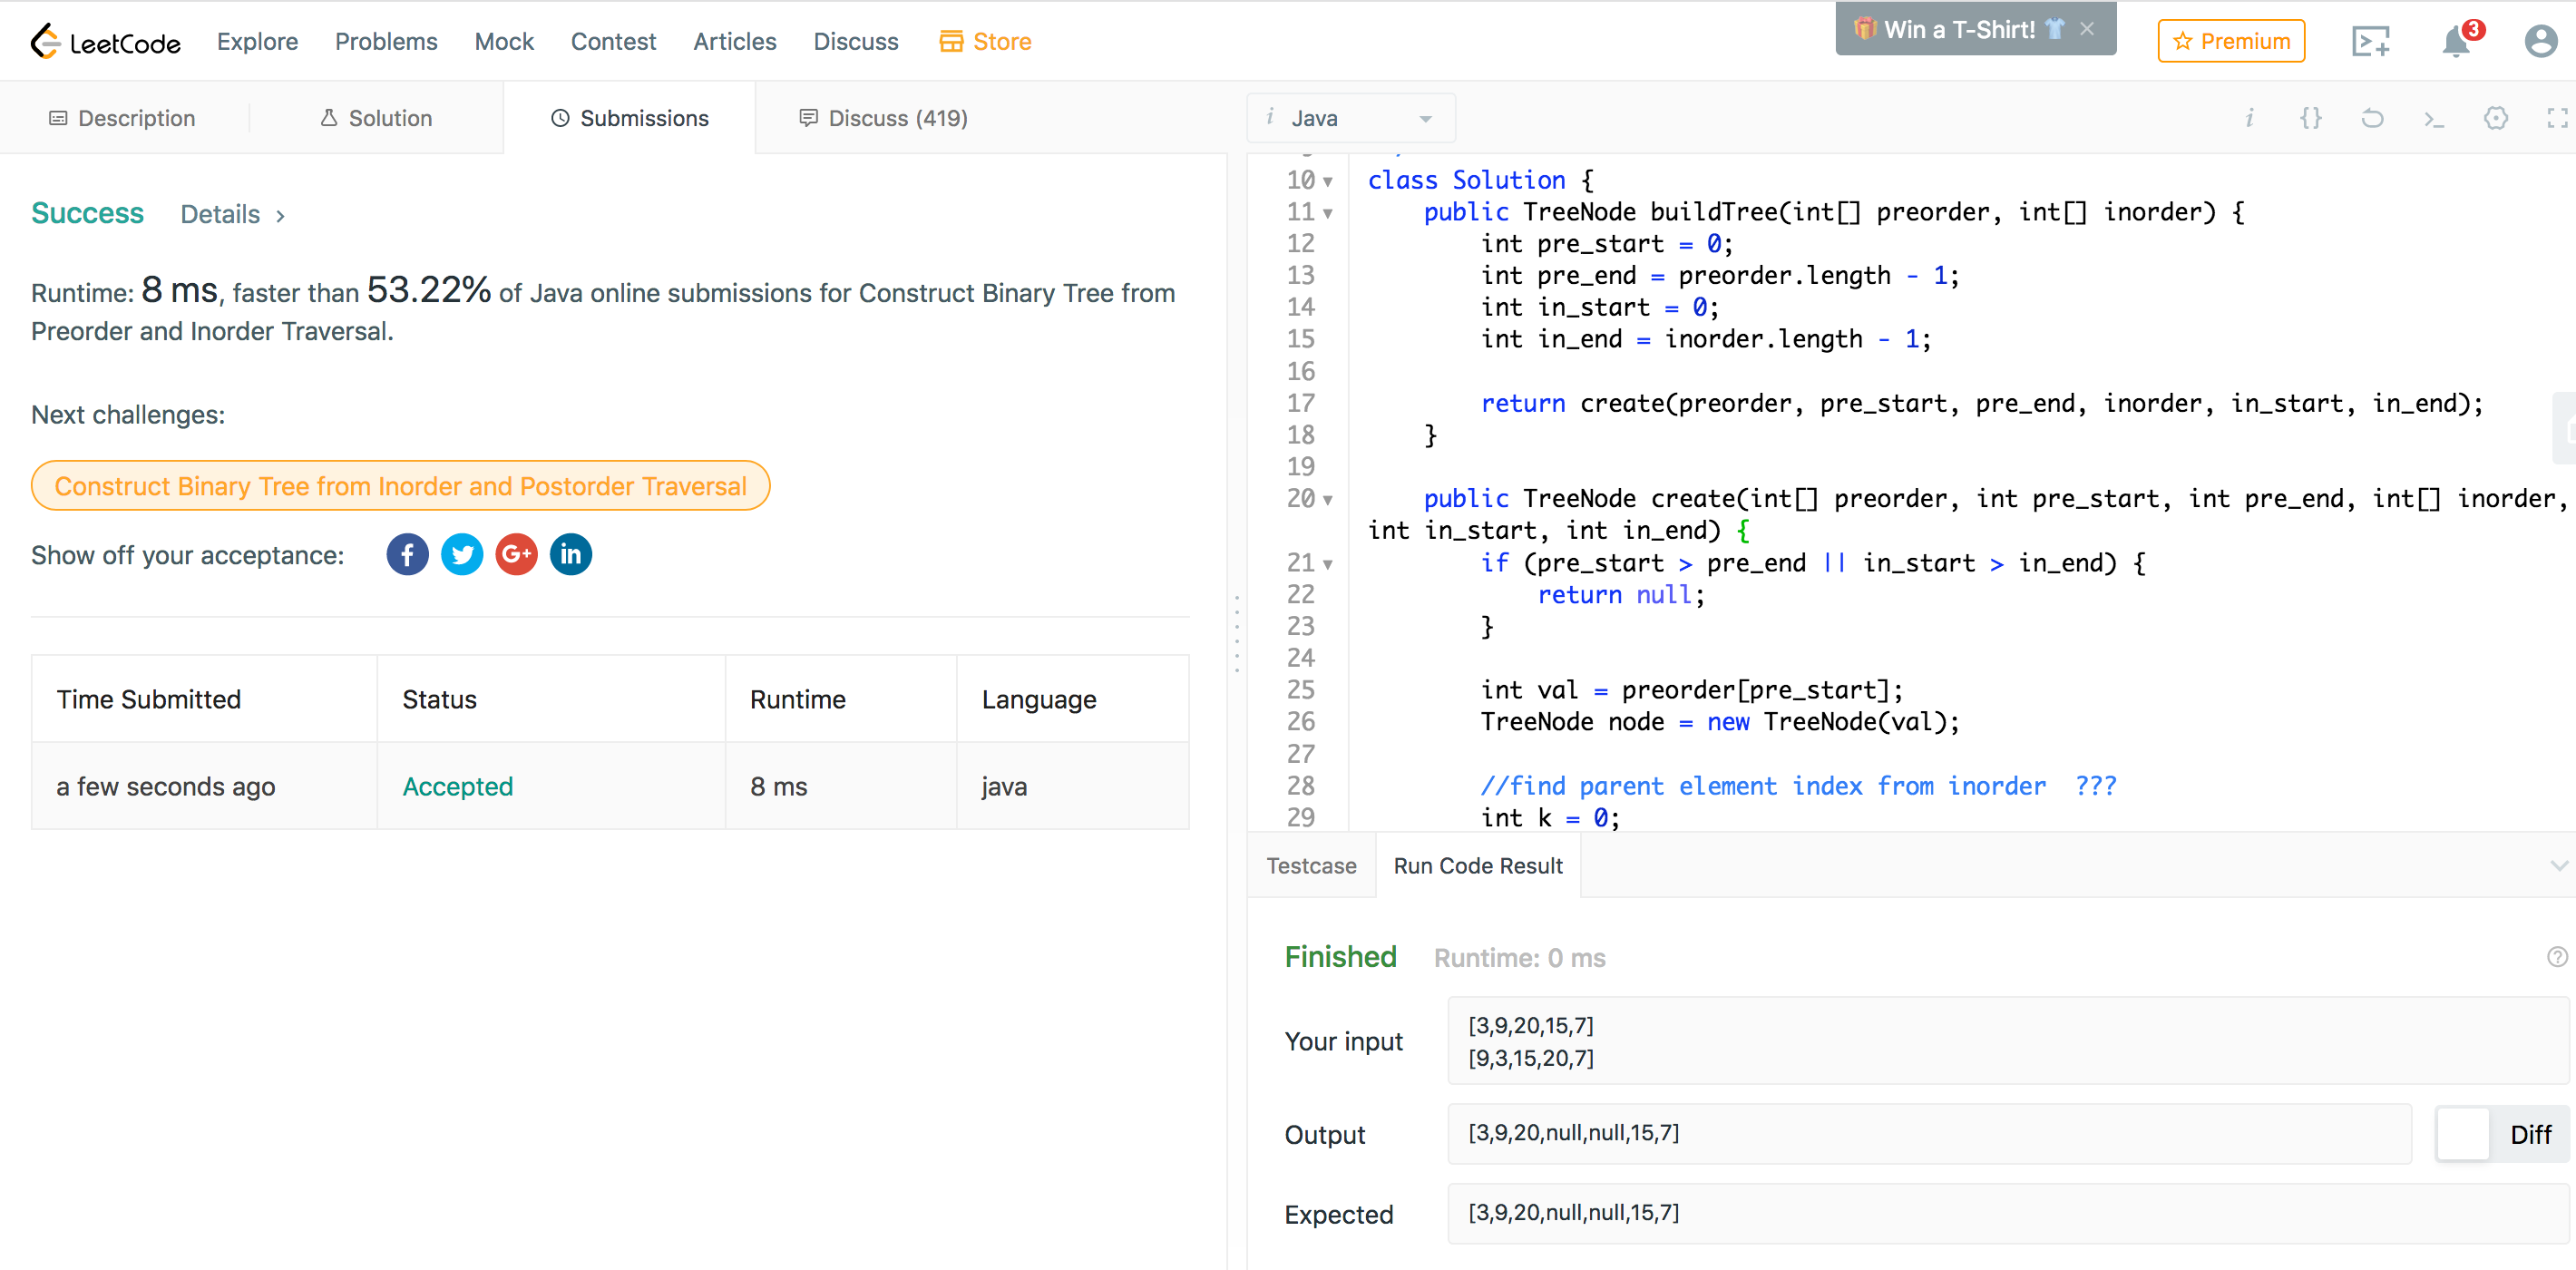 LeetCode Explore Problems Mock Contest Articles Discuss Store Win a T-Shirt! × Premium 3
Description Solution Submissions Discuss (419)
Success Details >
Runtime: 8 ms, faster than 53.22% of Java online submissions for Construct Binary Tree from
Preorder and Inorder Traversal.
Next challenges:
Construct Binary Tree from Inorder and Postorder Traversal
Show off your acceptance: f G+ in
Time Submitted Status Runtime Language
a few seconds ago Accepted 8 ms java
i Java i {} >_
10 class Solution {
11 public TreeNode buildTree(int[] preorder, int[] inorder) {
12 int pre_start = 0;
13 int pre_end = preorder.length - 1;
14 int in_start = 0;
15 int in_end = inorder.length - 1;
16
17 return create(preorder, pre_start, pre_end, inorder, in_start, in_end);
18 }
19
20 public TreeNode create(int[] preorder, int pre_start, int pre_end, int[] inorder,
int in_start, int in_end) {
21 if (pre_start > pre_end || in_start > in_end) {
22 return null;
23 }
24
25 int val = preorder[pre_start];
26 TreeNode node = new TreeNode(val);
27
28 //find parent element index from inorder ???
29 int k = 0;
Testcase Run Code Result
Finished Runtime: 0 ms ?
Your input
[3,9,20,15,7]
[9,3,15,20,7]
Output [3,9,20,null,null,15,7] Diff
Expected [3,9,20,null,null,15,7]